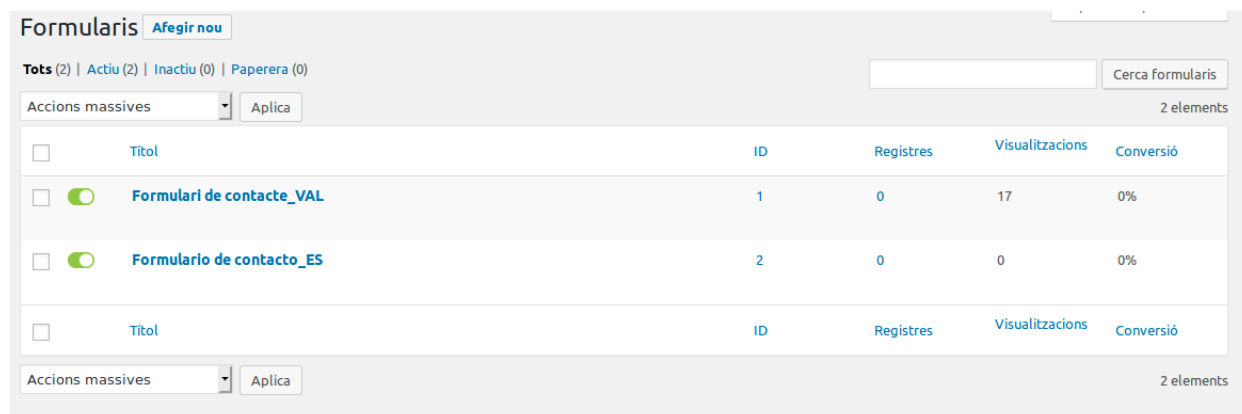 Formularis Afegir nou
Tots (2) | Actiu (2) | Inactiu (0) | Paperera (0)
Cerca formularis
Accions massives Aplica 2 elements
Títol ID Registres Visualitzacions Conversió
Formulari de contacte_VAL 1 0 17 0%
Formulario de contacto_ES 2 0 0 0%
Títol ID Registres Visualitzacions Conversió
Accions massives Aplica 2 elements